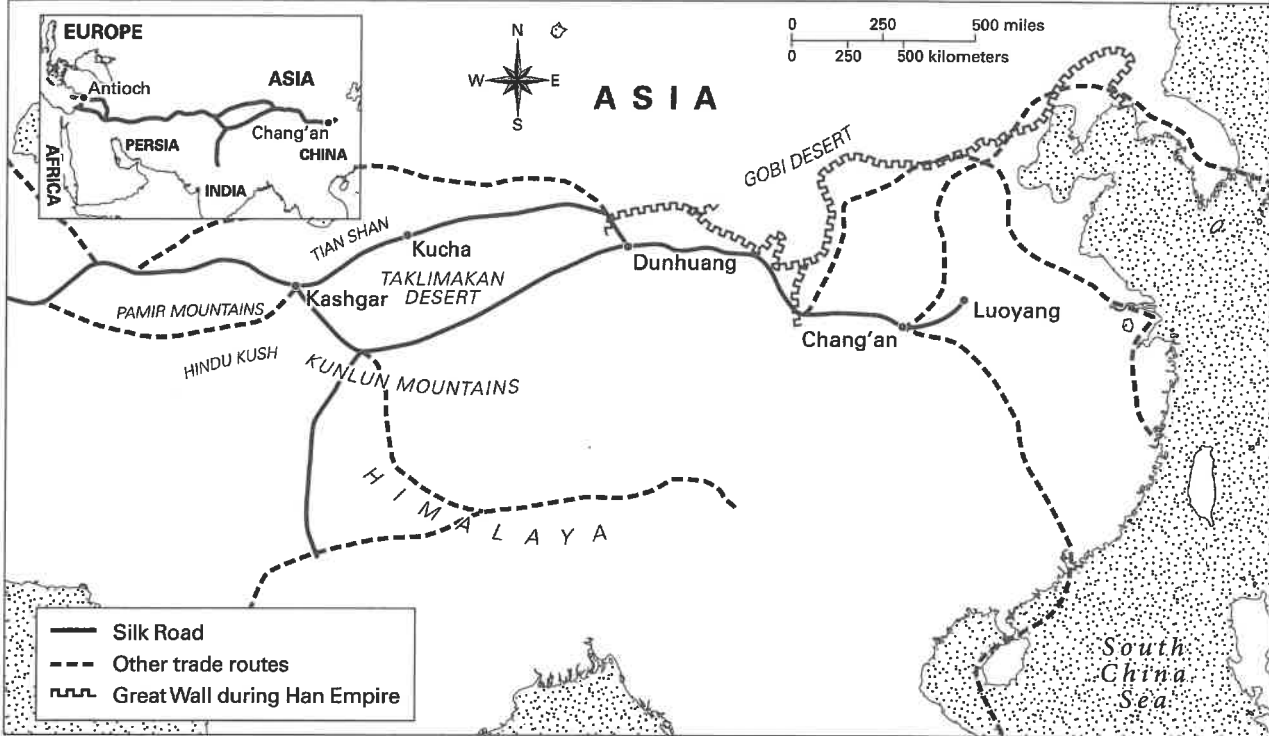 EUROPE
Antioch
ASIA
Chang'an
PERSIA
CHINA
AFRICA
INDIA
N
W
E
S
0 250 500 miles
0 250 500 kilometers
ASIA
GOBI DESERT
TIAN SHAN
Kucha
Dunhuang
TAKLIMAKAN
DESERT
Kashgar
PAMIR MOUNTAINS
Luoyang
Chang'an
HINDU KUSH
KUNLUN MOUNTAINS
HIMALAYA
a
Silk Road
Other trade routes
Great Wall during Han Empire
South
China
Sea